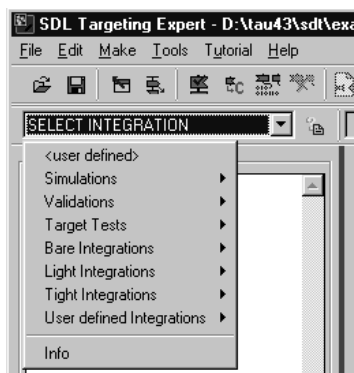 SDL Targeting Expert - D:\tau43\sdt\exa
File Edit Make Tools Tutorial Help
SELECT INTEGRATION
<user defined>
Simulations
Validations
Target Tests
Bare Integrations
Light Integrations
Tight Integrations
User defined Integrations
Info